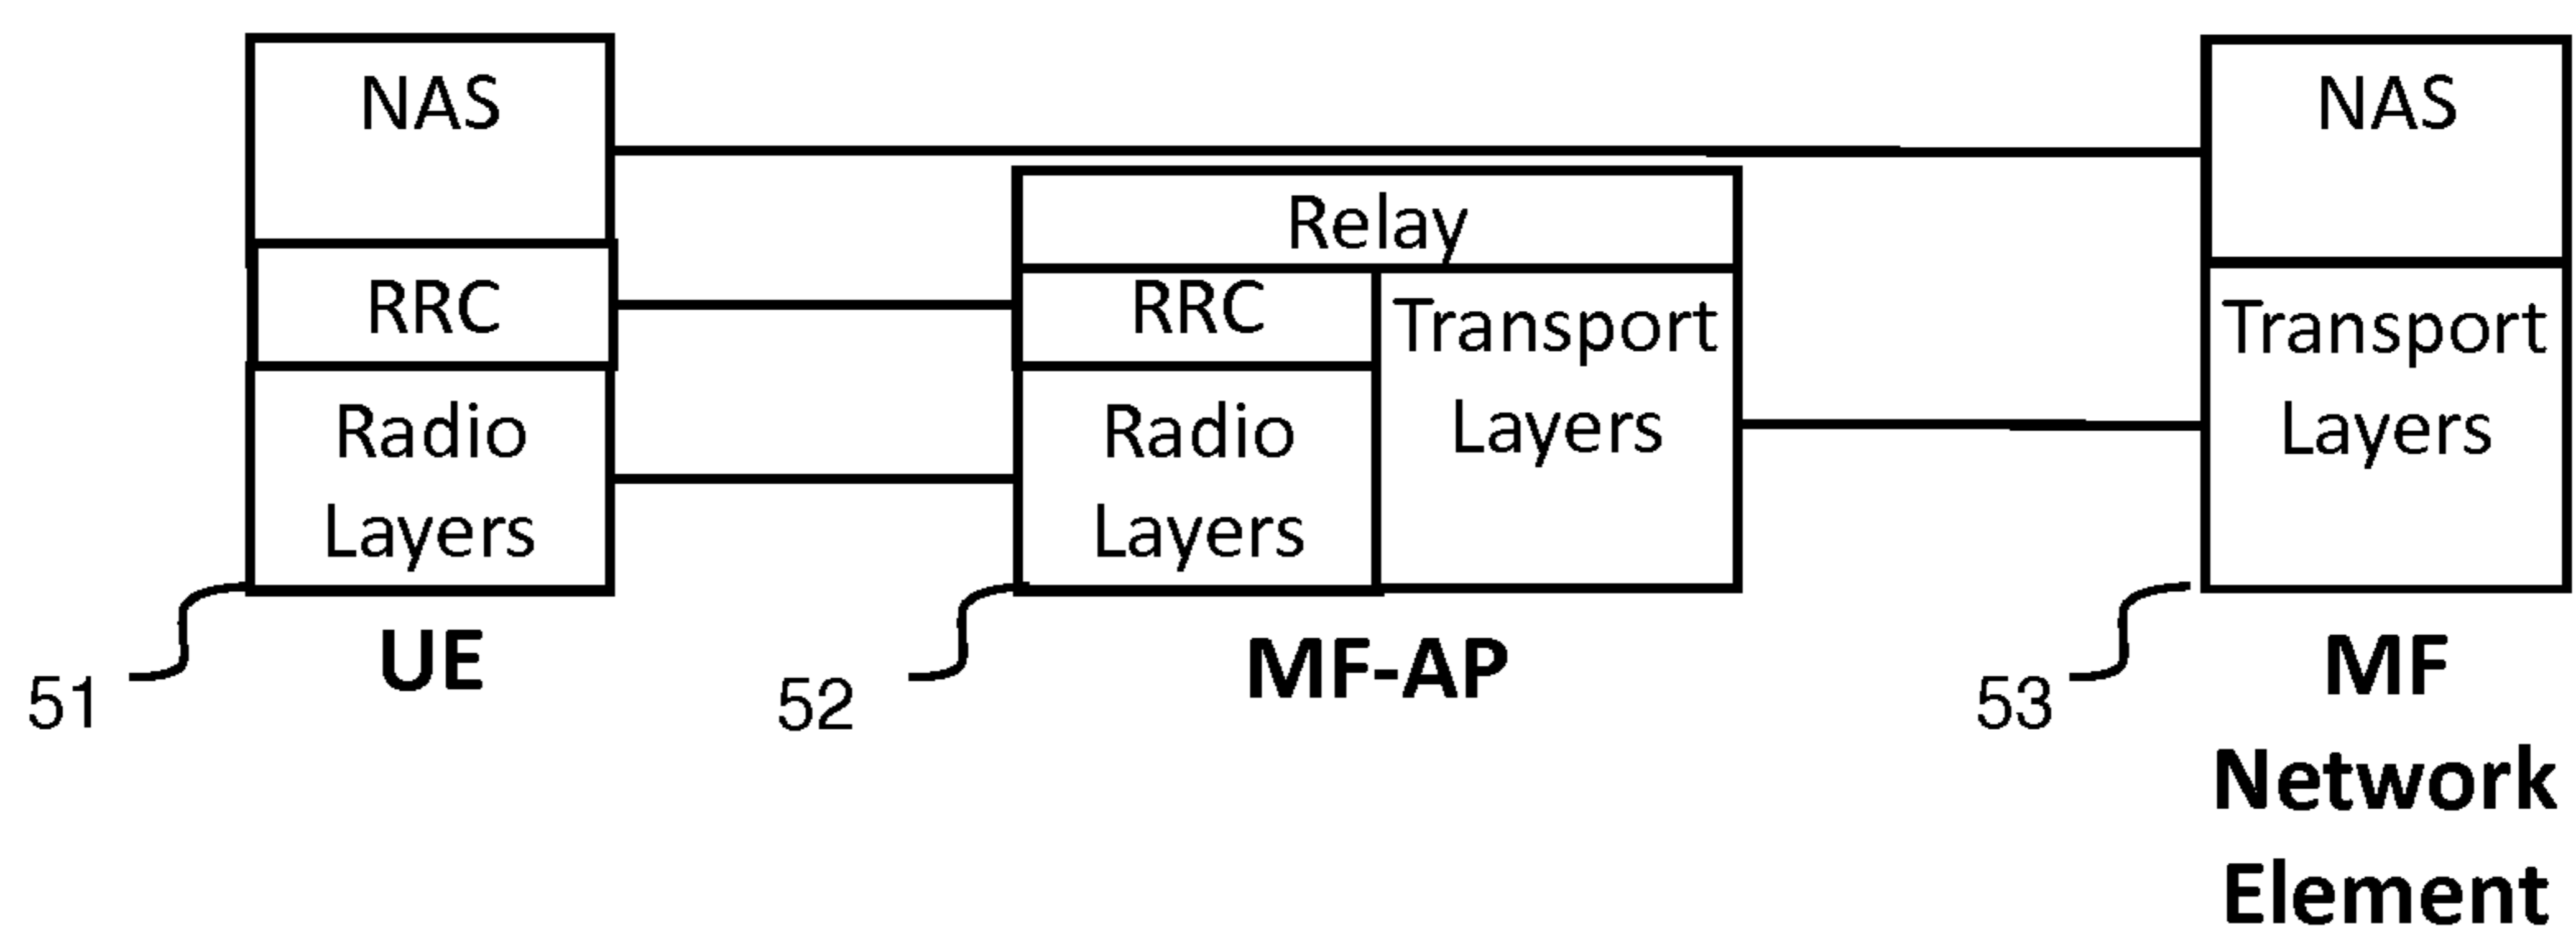 NAS
NAS
Relay
RRC
RRC
Transport
Layers
Transport
Layers
Radio
Layers
Radio
Layers
51
UE
52
MF-AP
53
MF
Network
Element